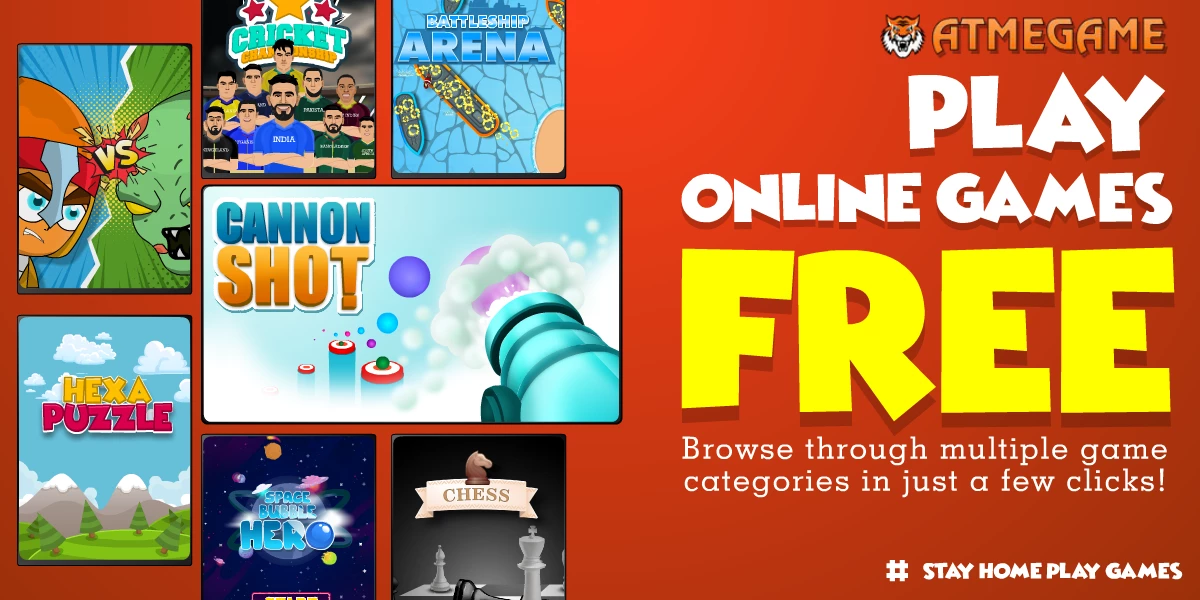 CRICKET
CHAMPIONSHIP
PAKISTAN
INDIA
BATTLESHIP
ARENA
VS
CANNON
SHOT
HEXA
PUZZLE
SPACE
BUBBLE
HERO
CHESS
ATMEGAME
PLAY
ONLINE GAMES
FREE
Browse through multiple game
categories in just a few clicks!
# STAY HOME PLAY GAMES